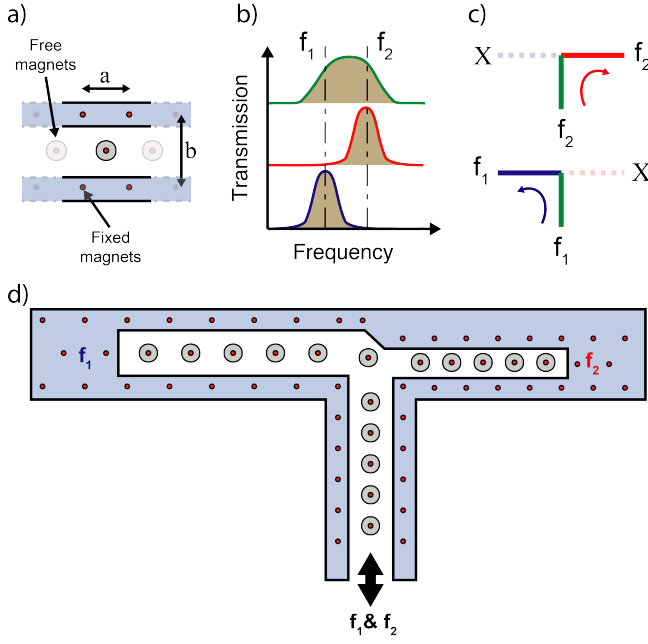 a)
Free
magnets
a
b
Fixed
magnets
b)
f1
f2
Transmission
Frequency
c)
X
f2
f2
f1
X
f1
d)
f1
f2
f1& f2